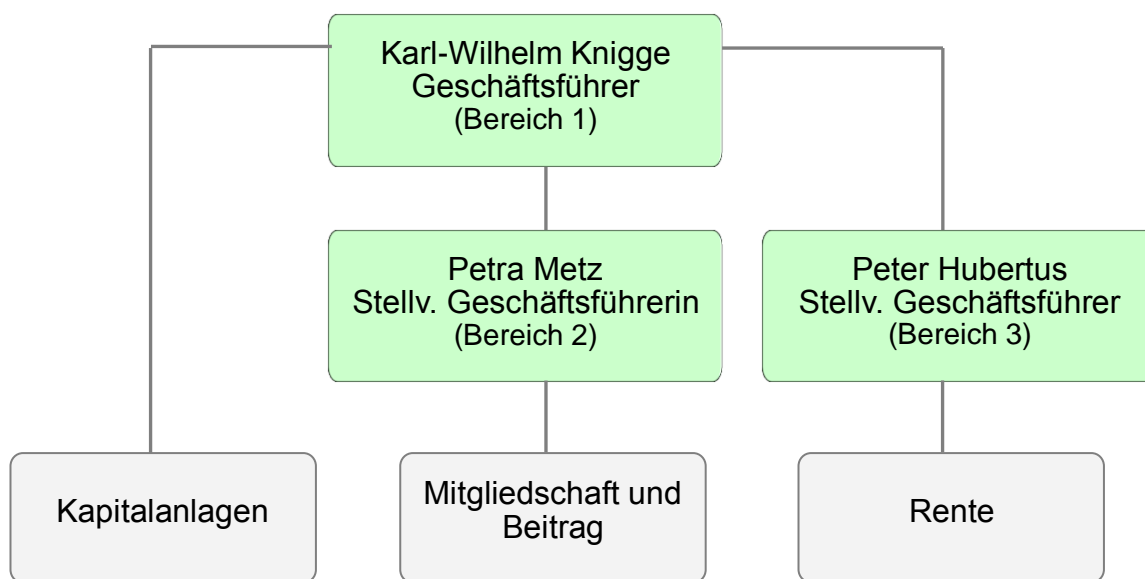 Karl-Wilhelm Knigge
Geschäftsführer
(Bereich 1)
Petra Metz
Stellv. Geschäftsführerin
(Bereich 2)
Peter Hubertus
Stellv. Geschäftsführer
(Bereich 3)
Kapitalanlagen
Mitgliedschaft und
Beitrag
Rente